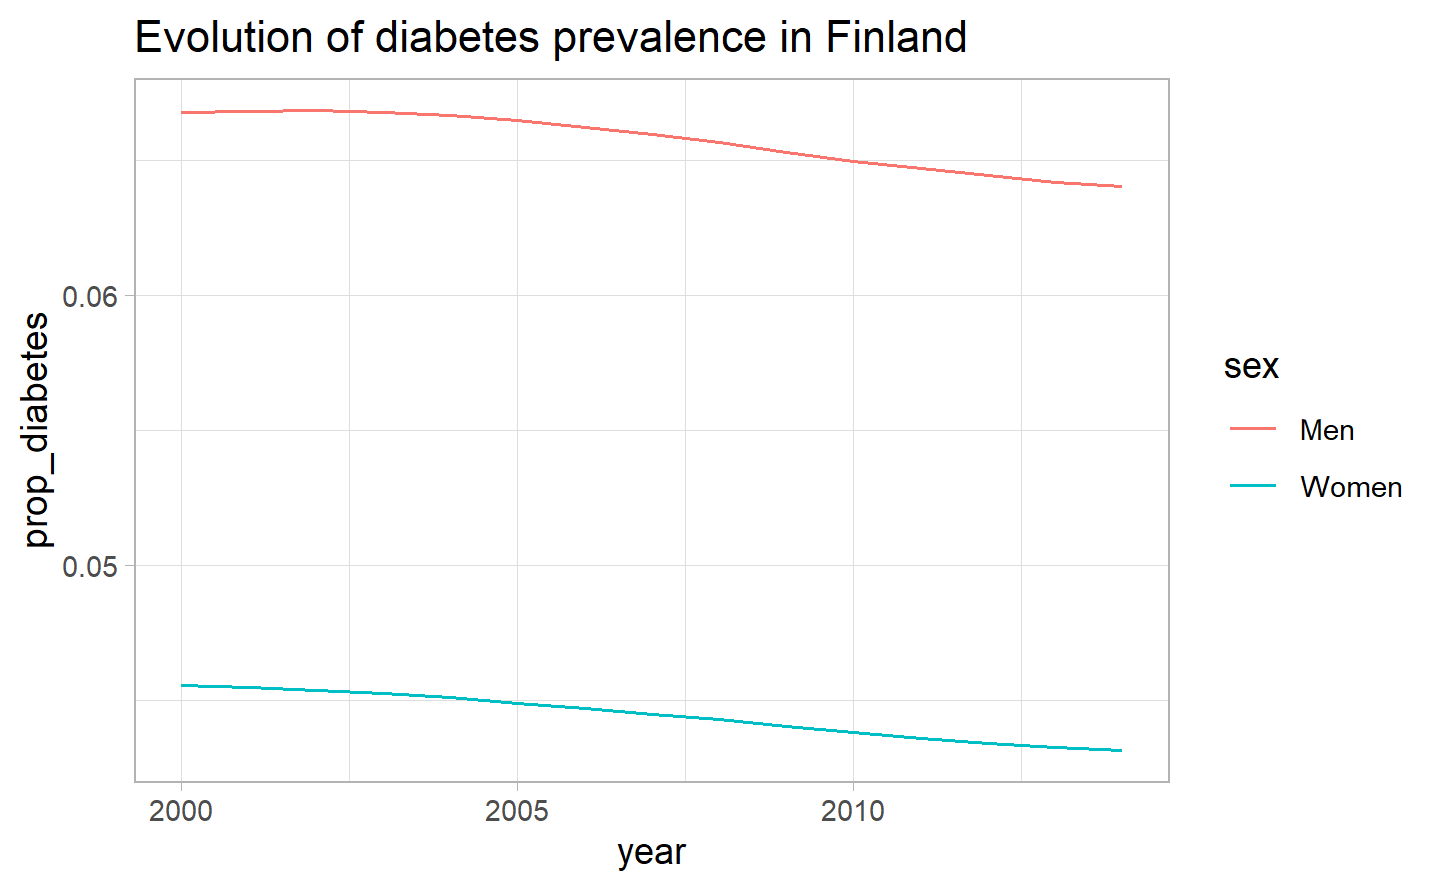 Evolution of diabetes prevalence in Finland
prop_diabetes
0.06
0.05
2000 2005 2010
year
sex
Men
Women